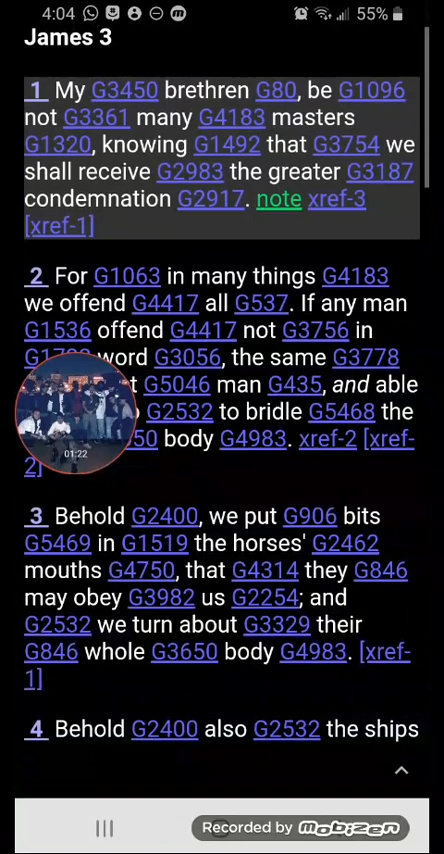 4:04 55%
James 3
1 My G3450 brethren G80, be G1096
not G3361 many G4183 masters
G1320, knowing G1492 that G3754 we
shall receive G2983 the greater G3187
condemnation G2917. note xref-3
[xref-1]
2 For G1063 in many things G4183
we offend G4417 all G537. If any man
G1536 offend G4417 not G3756 in
word G3056, the same G3778
t G5046 man G435, and able
G2532 to bridle G5468 the
50 body G4983. xref-2 [xref-
2]
01:22
3 Behold G2400, we put G906 bits
G5469 in G1519 the horses' G2462
mouths G4750, that G4314 they G846
may obey G3982 us G2254; and
G2532 we turn about G3329 their
G846 whole G3650 body G4983. [xref-
1]
4 Behold G2400 also G2532 the ships
Recorded by Mobizen